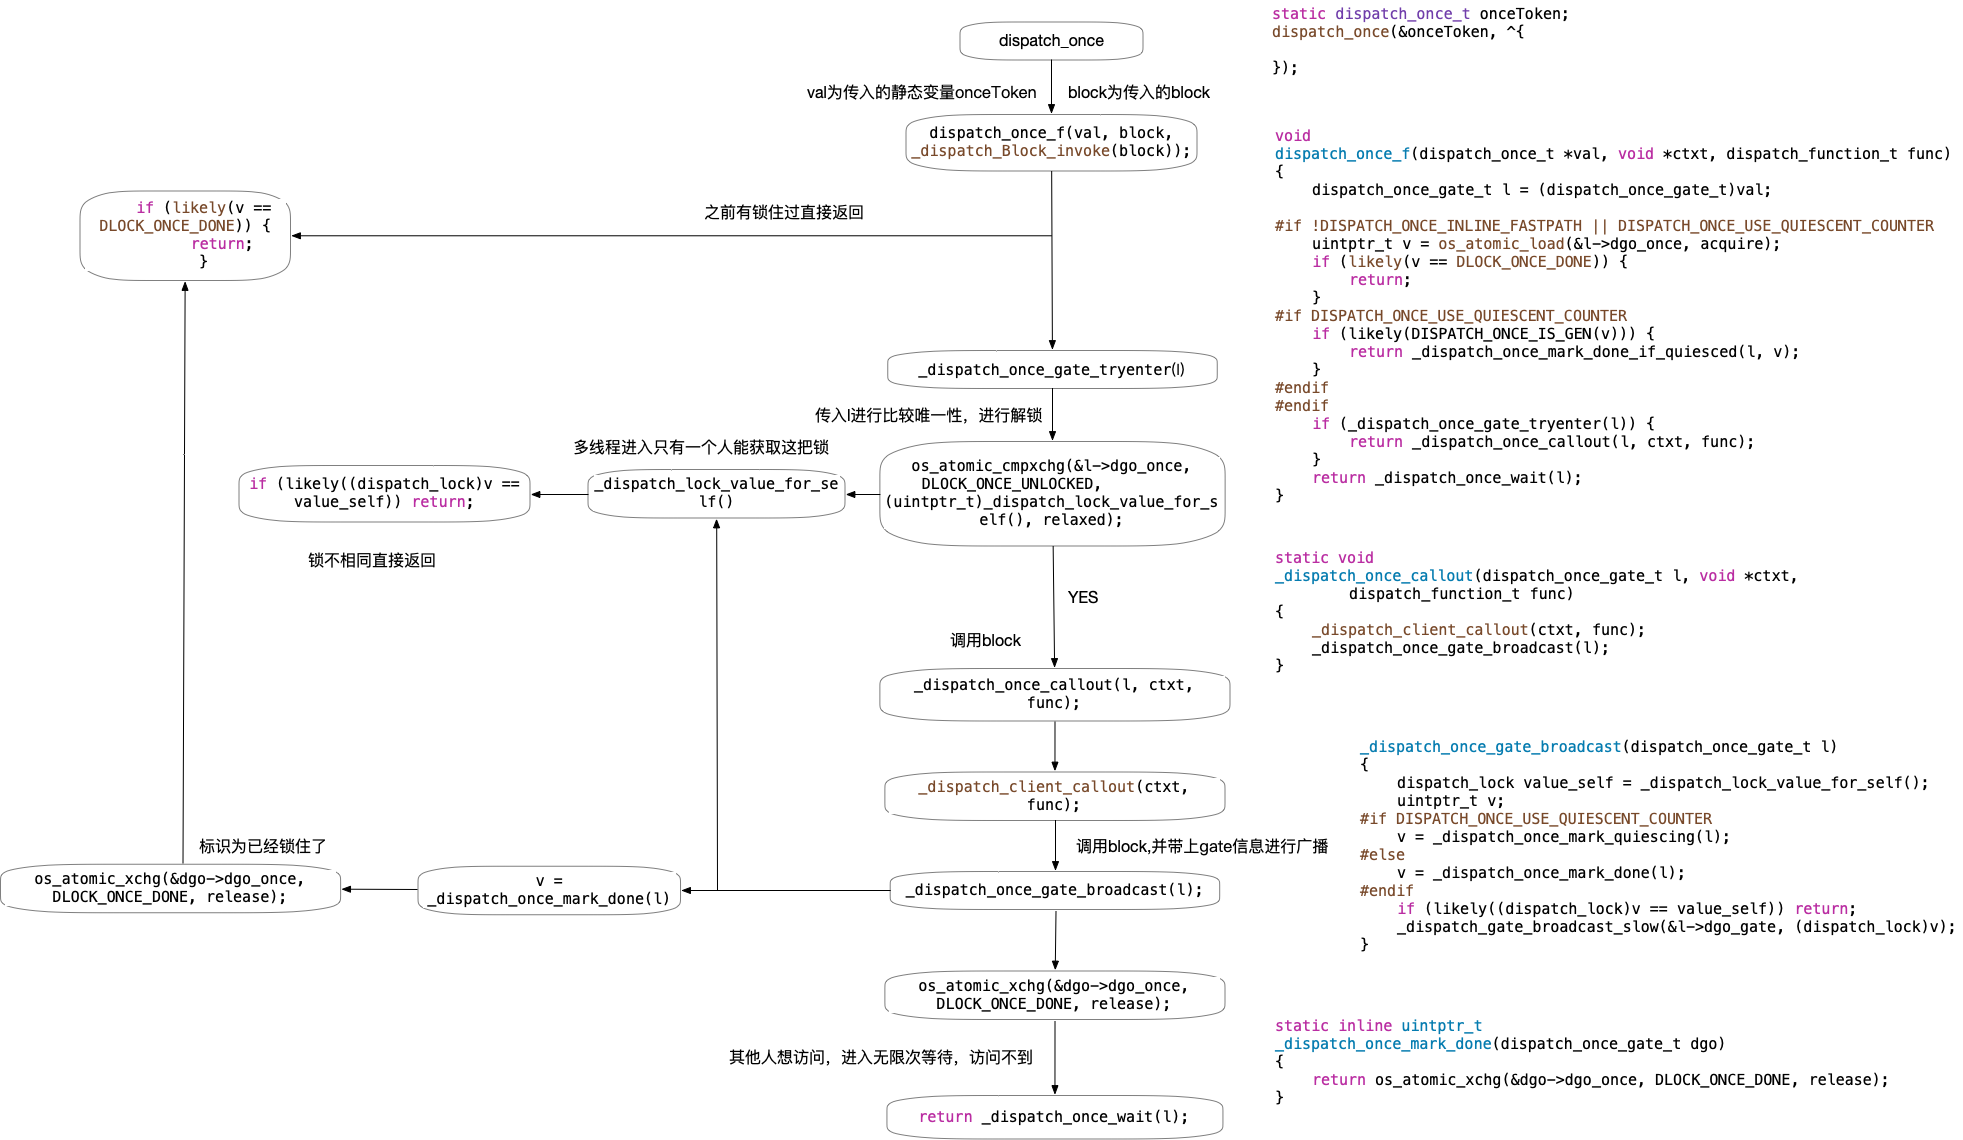 dispatch_once
val为传入的静态变量onceToken
block为传入的block
dispatch_once_f(val, block,
_dispatch_Block_invoke(block));
之前有锁住过直接返回
if (likely(v ==
DLOCK_ONCE_DONE)) {
return;
}
_dispatch_once_gate_tryenter(l)
传入l进行比较唯一性，进行解锁
多线程进入只有一个人能获取这把锁
os_atomic_cmpxchg(&l->dgo_once,
DLOCK_ONCE_UNLOCKED,
(uintptr_t)_dispatch_lock_value_for_s
elf(), relaxed);
_dispatch_lock_value_for_se
lf()
if (likely((dispatch_lock)v ==
value_self)) return;
锁不相同直接返回
YES
调用block
_dispatch_once_callout(l, ctxt,
func);
_dispatch_client_callout(ctxt,
func);
调用block,并带上gate信息进行广播
_dispatch_once_gate_broadcast(l);
v =
_dispatch_once_mark_done(l)
标识为已经锁住了
os_atomic_xchg(&dgo->dgo_once,
DLOCK_ONCE_DONE, release);
os_atomic_xchg(&dgo->dgo_once,
DLOCK_ONCE_DONE, release);
其他人想访问，进入无限次等待，访问不到
return _dispatch_once_wait(l);
static dispatch_once_t onceToken;
dispatch_once(&onceToken, ^{
});
void
dispatch_once_f(dispatch_once_t *val, void *ctxt, dispatch_function_t func)
{
dispatch_once_gate_t l = (dispatch_once_gate_t)val;
#if !DISPATCH_ONCE_INLINE_FASTPATH || DISPATCH_ONCE_USE_QUIESCENT_COUNTER
uintptr_t v = os_atomic_load(&l->dgo_once, acquire);
if (likely(v == DLOCK_ONCE_DONE)) {
return;
}
#if DISPATCH_ONCE_USE_QUIESCENT_COUNTER
if (likely(DISPATCH_ONCE_IS_GEN(v))) {
return _dispatch_once_mark_done_if_quiesced(l, v);
}
#endif
#endif
if (_dispatch_once_gate_tryenter(l)) {
return _dispatch_once_callout(l, ctxt, func);
}
return _dispatch_once_wait(l);
}
static void
_dispatch_once_callout(dispatch_once_gate_t l, void *ctxt,
dispatch_function_t func)
{
_dispatch_client_callout(ctxt, func);
_dispatch_once_gate_broadcast(l);
}
_dispatch_once_gate_broadcast(dispatch_once_gate_t l)
{
dispatch_lock value_self = _dispatch_lock_value_for_self();
uintptr_t v;
#if DISPATCH_ONCE_USE_QUIESCENT_COUNTER
v = _dispatch_once_mark_quiescing(l);
#else
v = _dispatch_once_mark_done(l);
#endif
if (likely((dispatch_lock)v == value_self)) return;
_dispatch_gate_broadcast_slow(&l->dgo_gate, (dispatch_lock)v);
}
static inline uintptr_t
_dispatch_once_mark_done(dispatch_once_gate_t dgo)
{
return os_atomic_xchg(&dgo->dgo_once, DLOCK_ONCE_DONE, release);
}